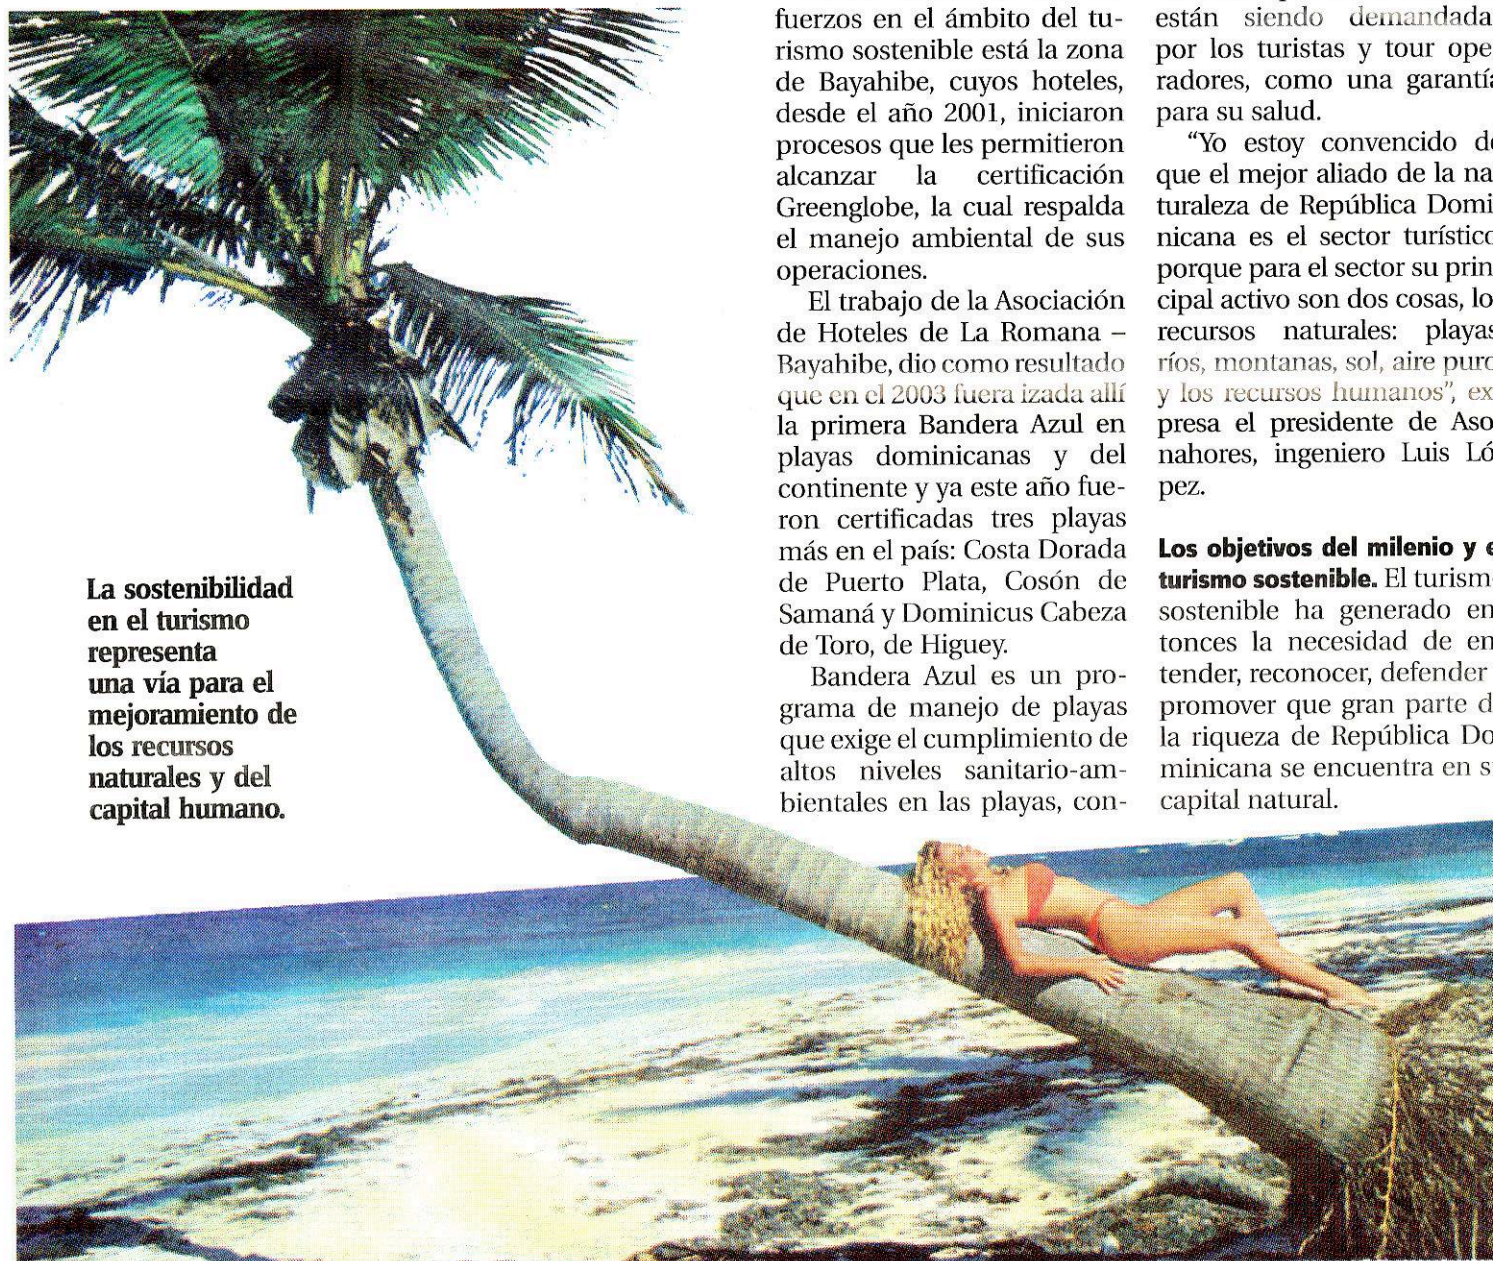 La sostenibilidad
en el turismo
representa
una vía para el
mejoramiento de
los recursos
naturales y del
capital humano.
fuerzos en el ámbito del tu-
rismo sostenible está la zona
de Bayahibe, cuyos hoteles,
desde el año 2001, iniciaron
procesos que les permitieron
alcanzar la certificación
Greenglobe, la cual respalda
el manejo ambiental de sus
operaciones.
El trabajo de la Asociación
de Hoteles de La Romana –
Bayahibe, dio como resultado
que en el 2003 fuera izada allí
la primera Bandera Azul en
playas dominicanas y del
continente y ya este año fue-
ron certificadas tres playas
más en el país: Costa Dorada
de Puerto Plata, Cosón de
Samaná y Dominicus Cabeza
de Toro, de Higuey.
Bandera Azul es un pro-
grama de manejo de playas
que exige el cumplimiento de
altos niveles sanitario-am-
bientales en las playas, con-
están siendo demandada
por los turistas y tour ope
radores, como una garantía
para su salud.
“Yo estoy convencido de
que el mejor aliado de la na
turaleza de República Domi
nicana es el sector turístico
porque para el sector su prin
cipal activo son dos cosas, lo
recursos naturales: playas
ríos, montanas, sol, aire puro
y los recursos humanos”, ex
presa el presidente de Aso
nahores, ingeniero Luis Ló
pez.
Los objetivos del milenio y e
turismo sostenible. El turism
sostenible ha generado en
tonces la necesidad de en
tender, reconocer, defender
promover que gran parte d
la riqueza de República Do
minicana se encuentra en s
capital natural.